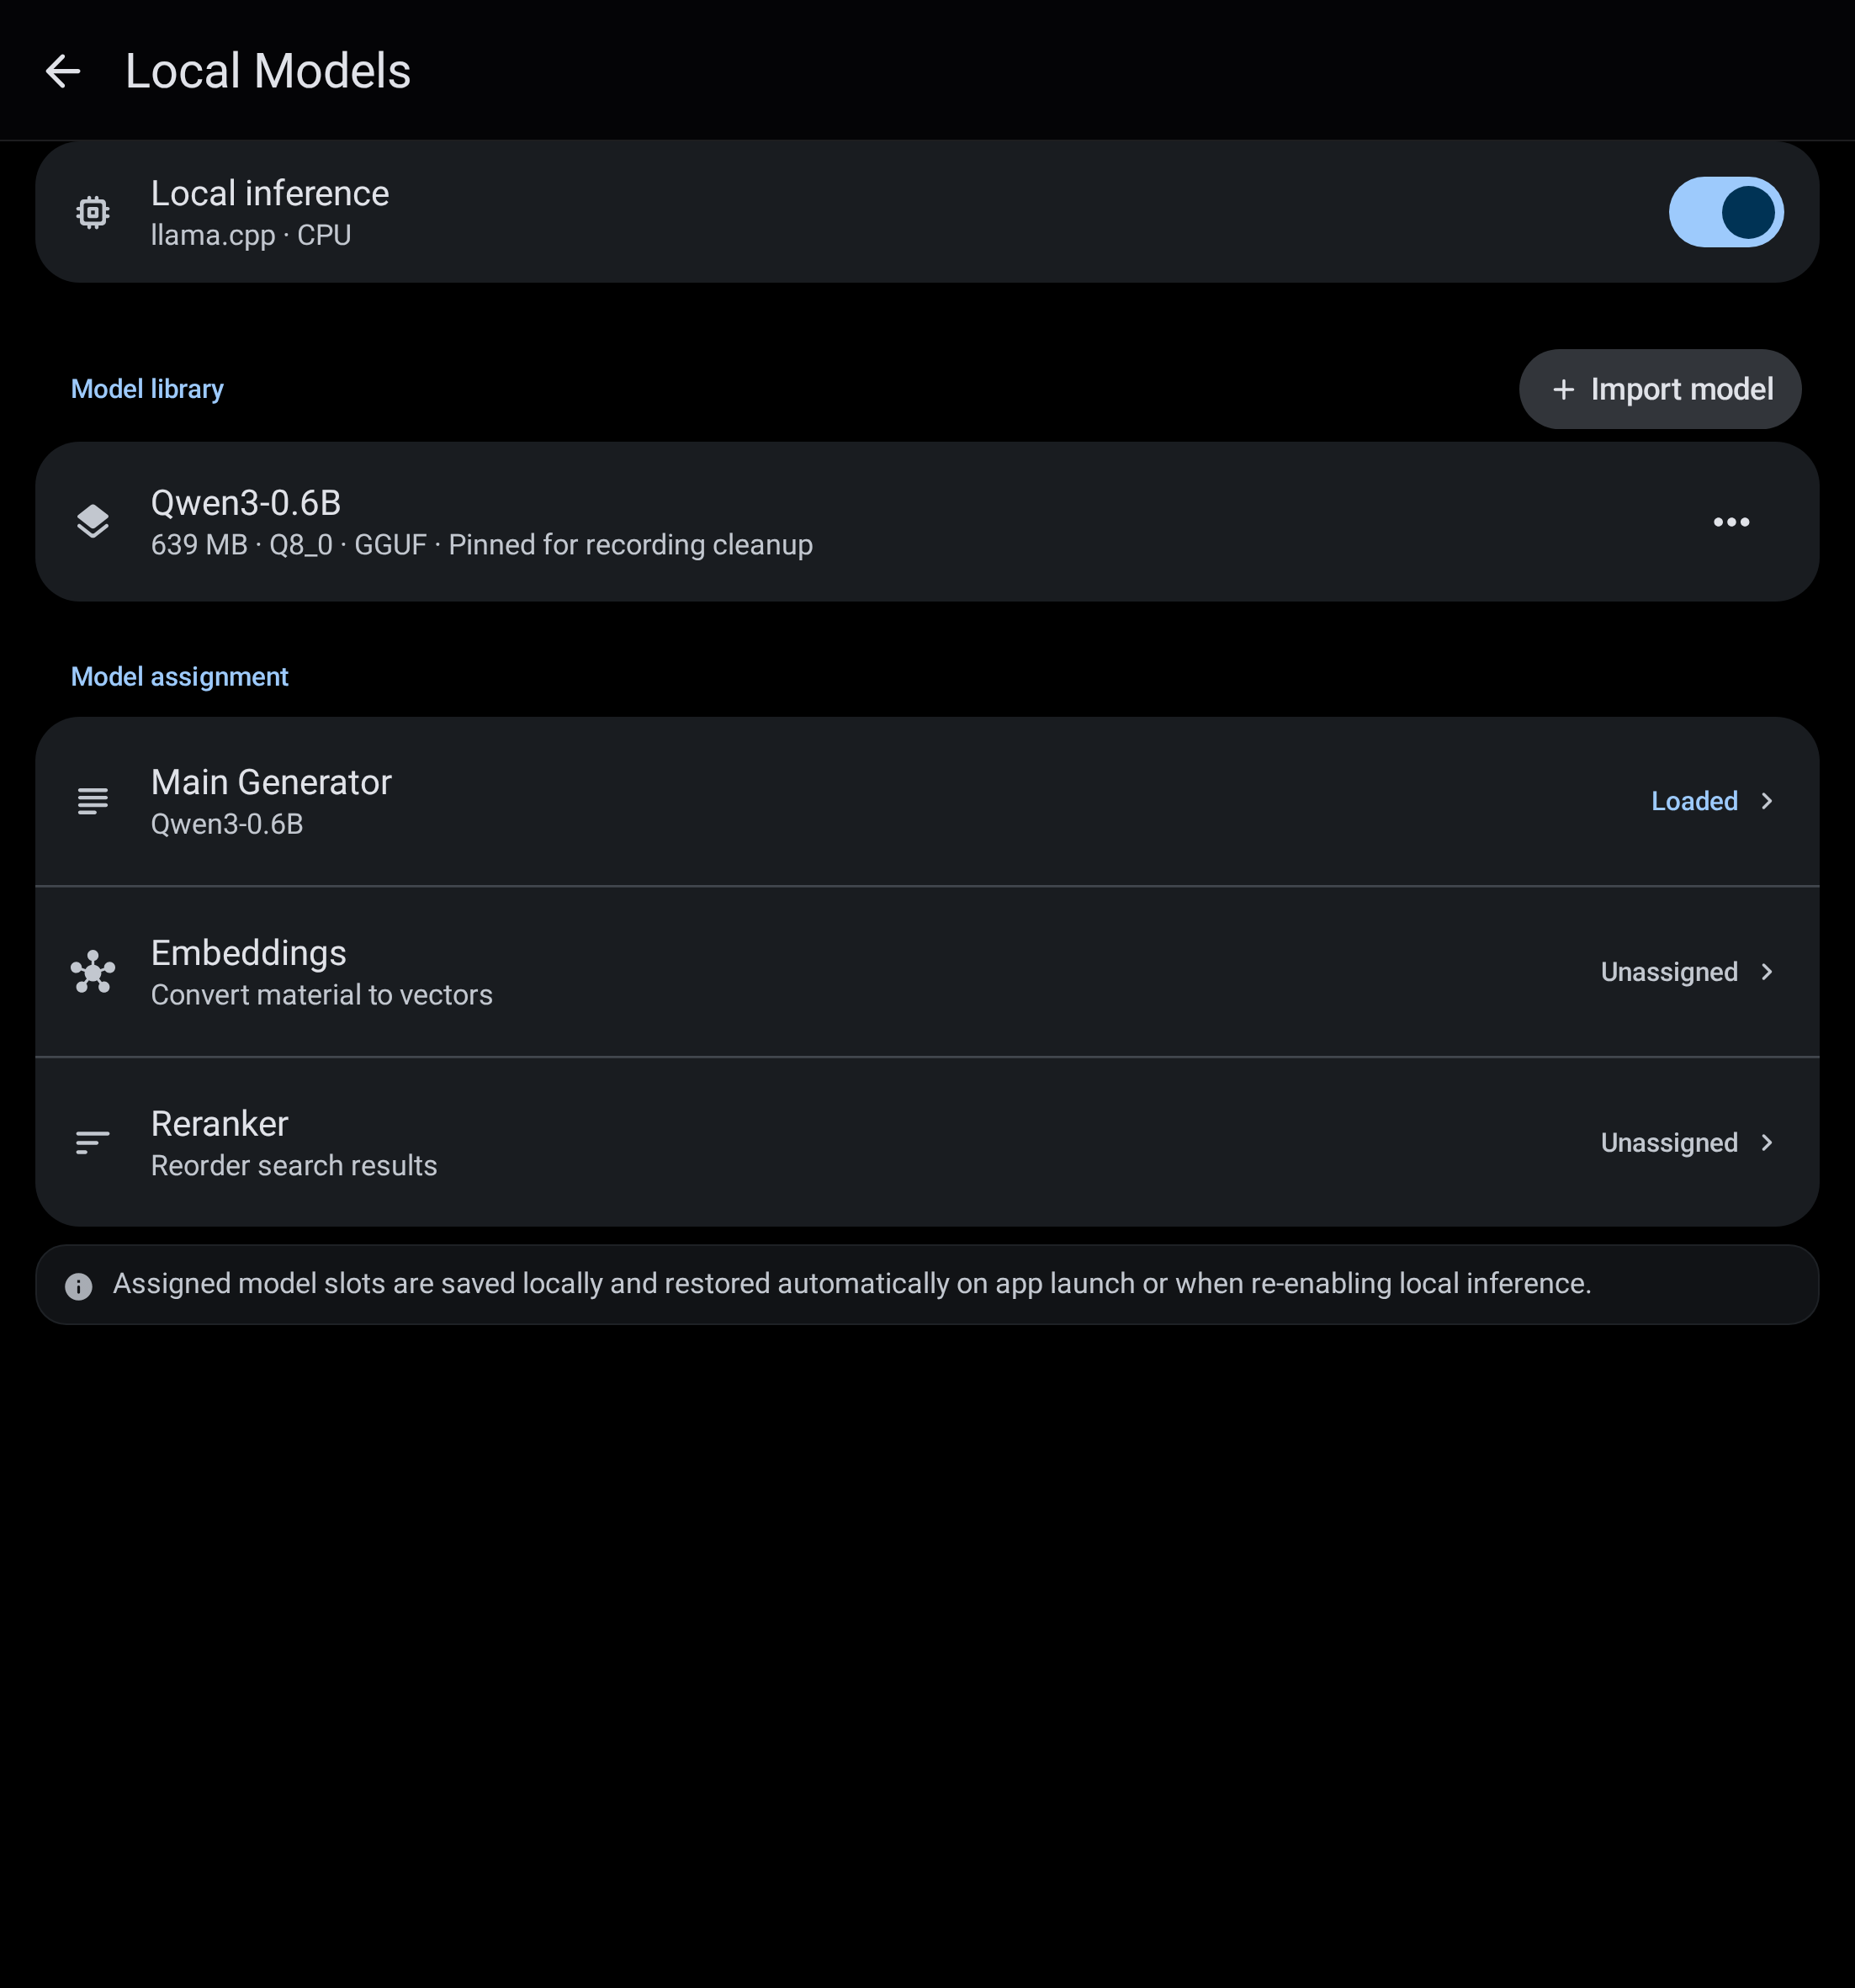 Local Models
Local inference
llama.cpp · CPU
Model library
+ Import model
Qwen3-0.6B
639 MB · Q8_0 · GGUF · Pinned for recording cleanup
Model assignment
Main Generator
Qwen3-0.6B
Loaded
Embeddings
Convert material to vectors
Unassigned
Reranker
Reorder search results
Unassigned
Assigned model slots are saved locally and restored automatically on app launch or when re-enabling local inference.